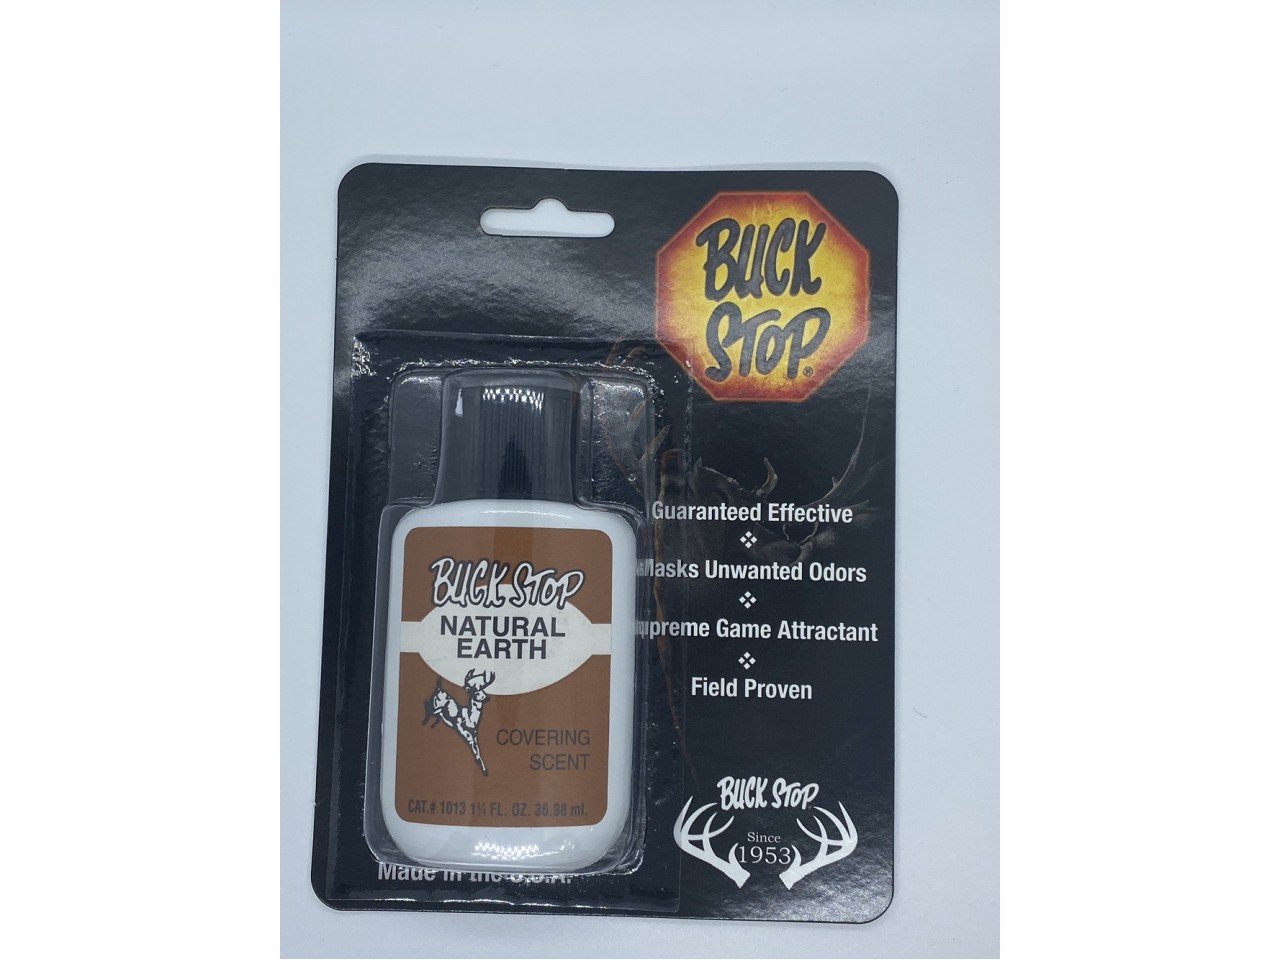 BUCK
STOP®
Guaranteed Effective
Masks Unwanted Odors
Supreme Game Attractant
Field Proven
BUCK STOP
NATURAL
EARTH
COVERING
SCENT
CAT.# 1013 1¼ FL. OZ. 36.96 ml.
Made in the U.S.A.
BUCK STOP
Since
1953